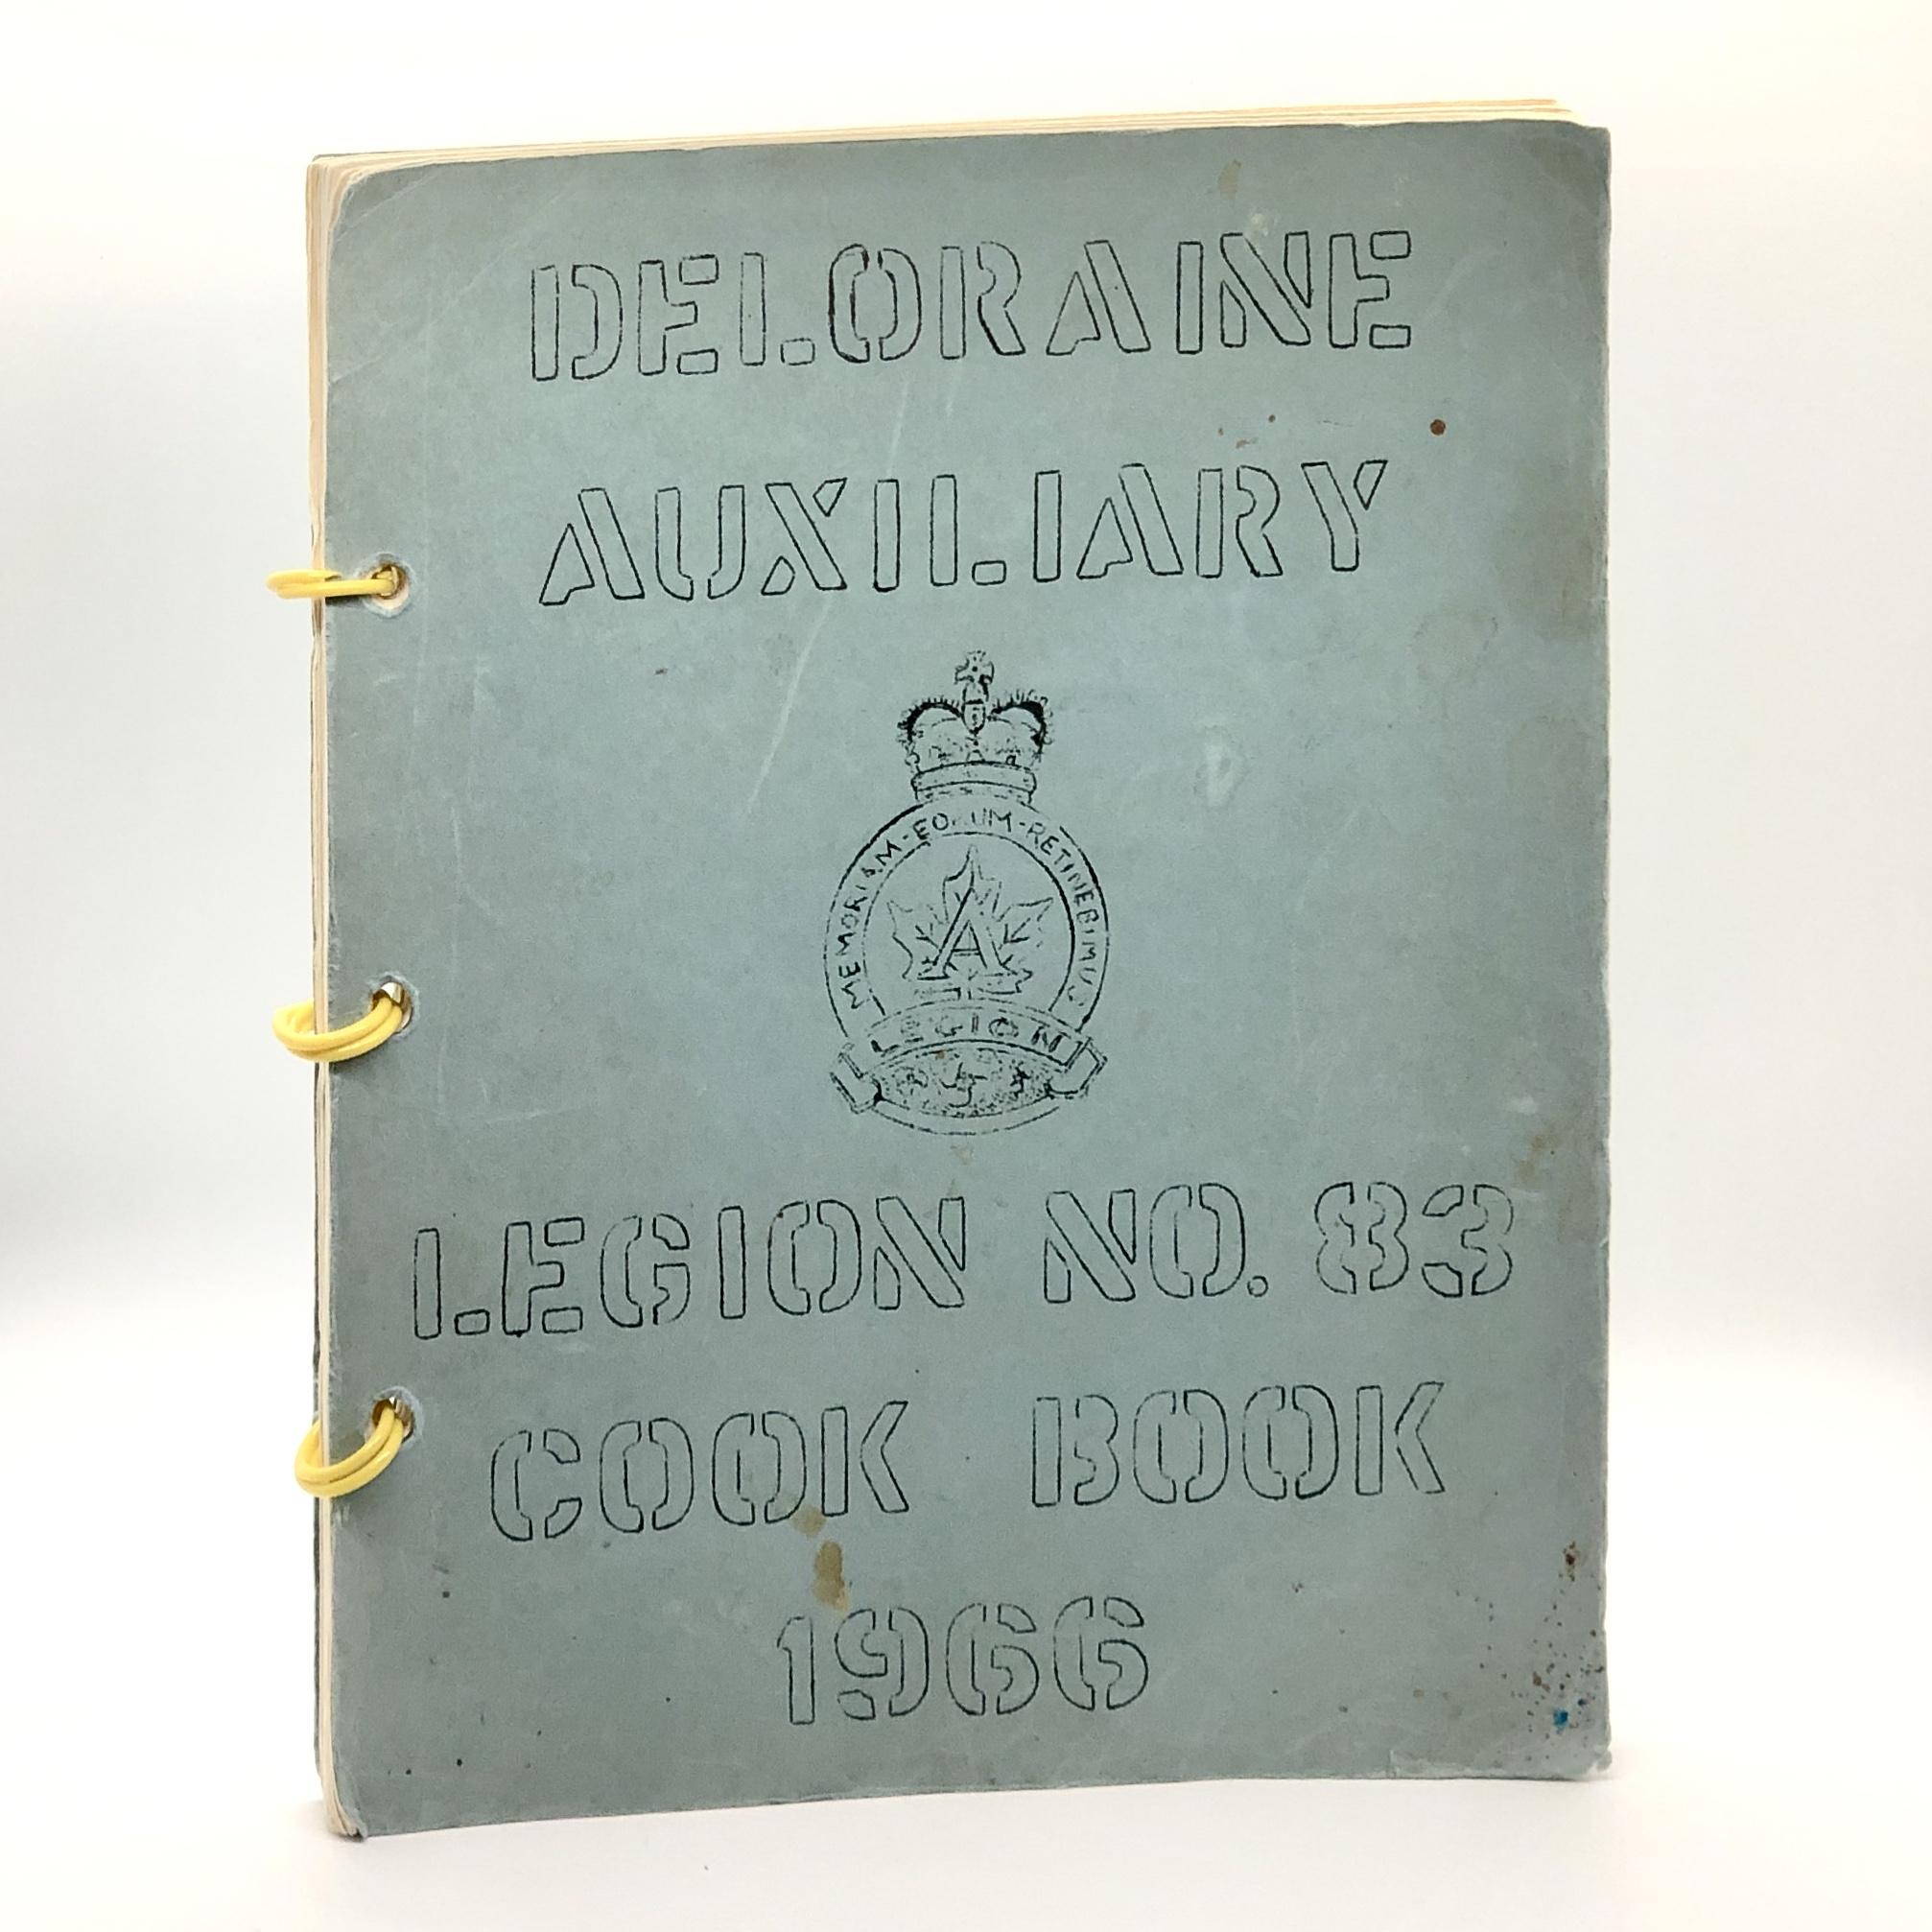 DELORAINE
AUXILIARY
MEMORIAM-EORUM-RETINEBIMUS
A
LEGION
LEGION NO. 83
COOK BOOK
1966